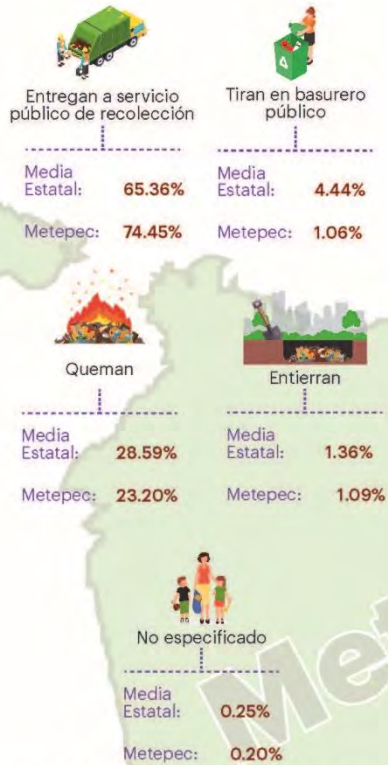 Entregan a servicio
público de recolección
Media
Estatal: 65.36%
Metepec: 74.45%
Tiran en basurero
público
Media
Estatal: 4.44%
Metepec: 1.06%
Queman
Media
Estatal: 28.59%
Metepec: 23.20%
Entierran
Media
Estatal: 1.36%
Metepec: 1.09%
No especificado
Media
Estatal: 0.25%
Metepec: 0.20%
Met